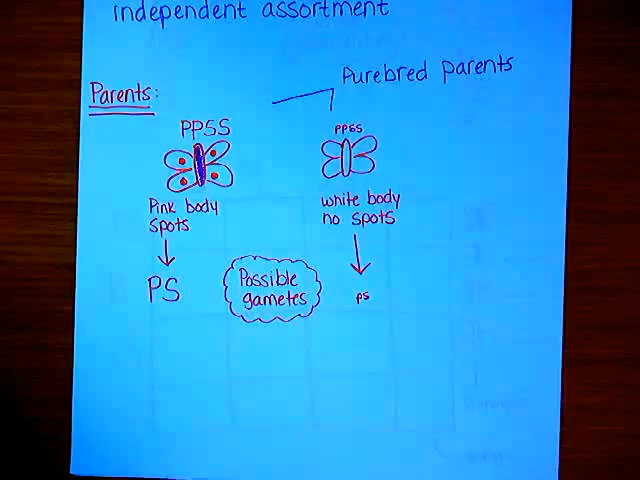 independent assortment
Purebred parents
Parents:
PPSS
ppss
Pink body
spots
white body
no spots
PS
Possible
gametes
ps